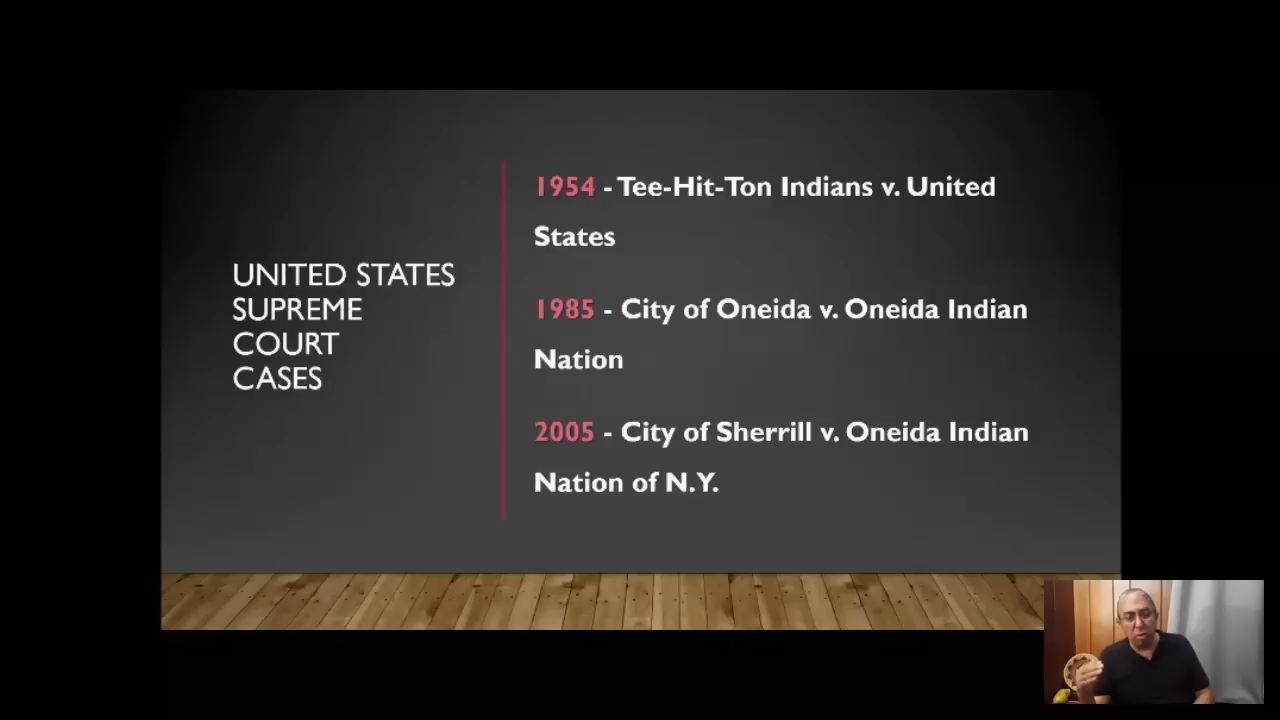 UNITED STATES
SUPREME
COURT
CASES
1954 - Tee-Hit-Ton Indians v. United
States
1985 - City of Oneida v. Oneida Indian
Nation
2005 - City of Sherrill v. Oneida Indian
Nation of N.Y.